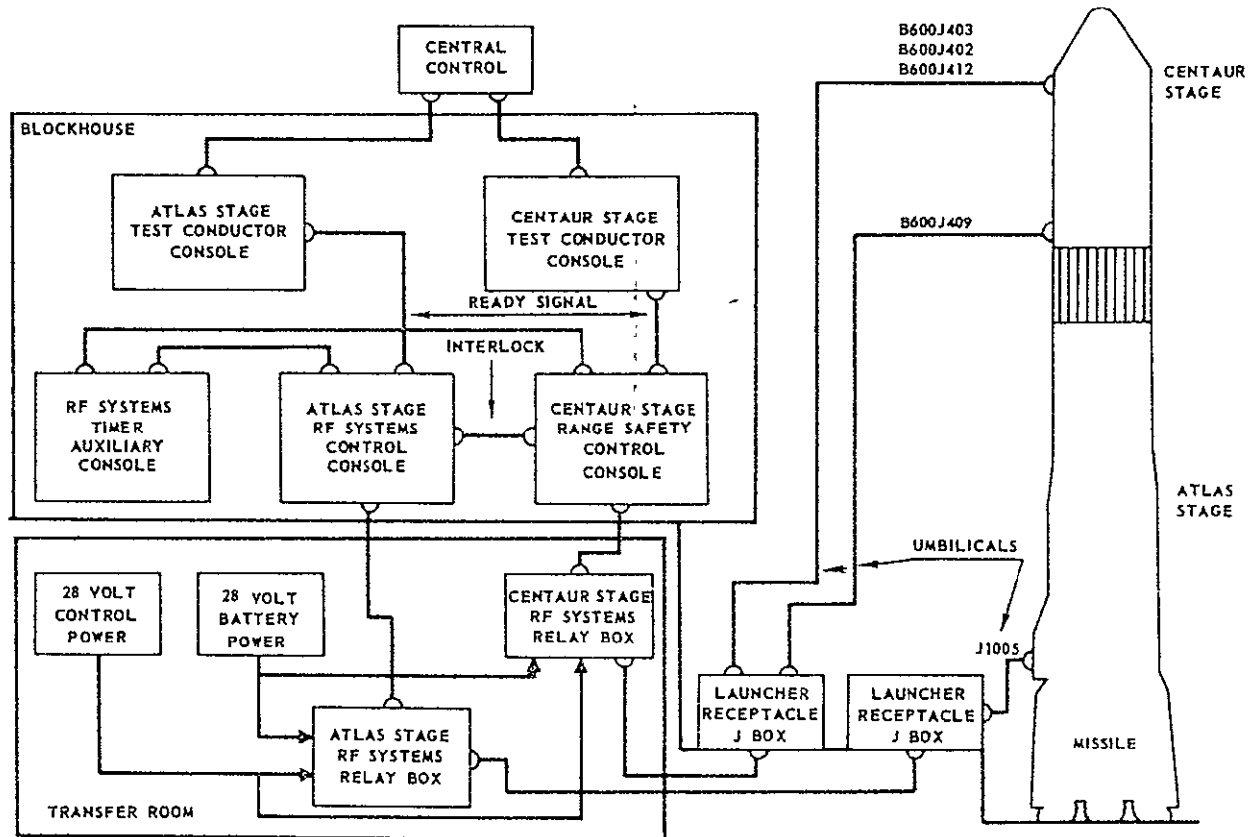 B600J403
B600J402
B600J412
CENTRAL
CONTROL
CENTAUR
STAGE
BLOCKHOUSE
ATLAS STAGE
TEST CONDUCTOR
CONSOLE
CENTAUR STAGE
TEST CONDUCTOR
CONSOLE
B600J409
READY SIGNAL
INTERLOCK
RF SYSTEMS
TIMER
AUXILIARY
CONSOLE
ATLAS STAGE
RF SYSTEMS
CONTROL
CONSOLE
CENTAUR STAGE
RANGE SAFETY
CONTROL
CONSOLE
ATLAS
STAGE
UMBILICALS
28 VOLT
CONTROL
POWER
28 VOLT
BATTERY
POWER
CENTAUR STAGE
RF SYSTEMS
RELAY BOX
J1005
LAUNCHER
RECEPTACLE
J BOX
LAUNCHER
RECEPTACLE
J BOX
ATLAS STAGE
RF SYSTEMS
RELAY BOX
MISSILE
TRANSFER ROOM